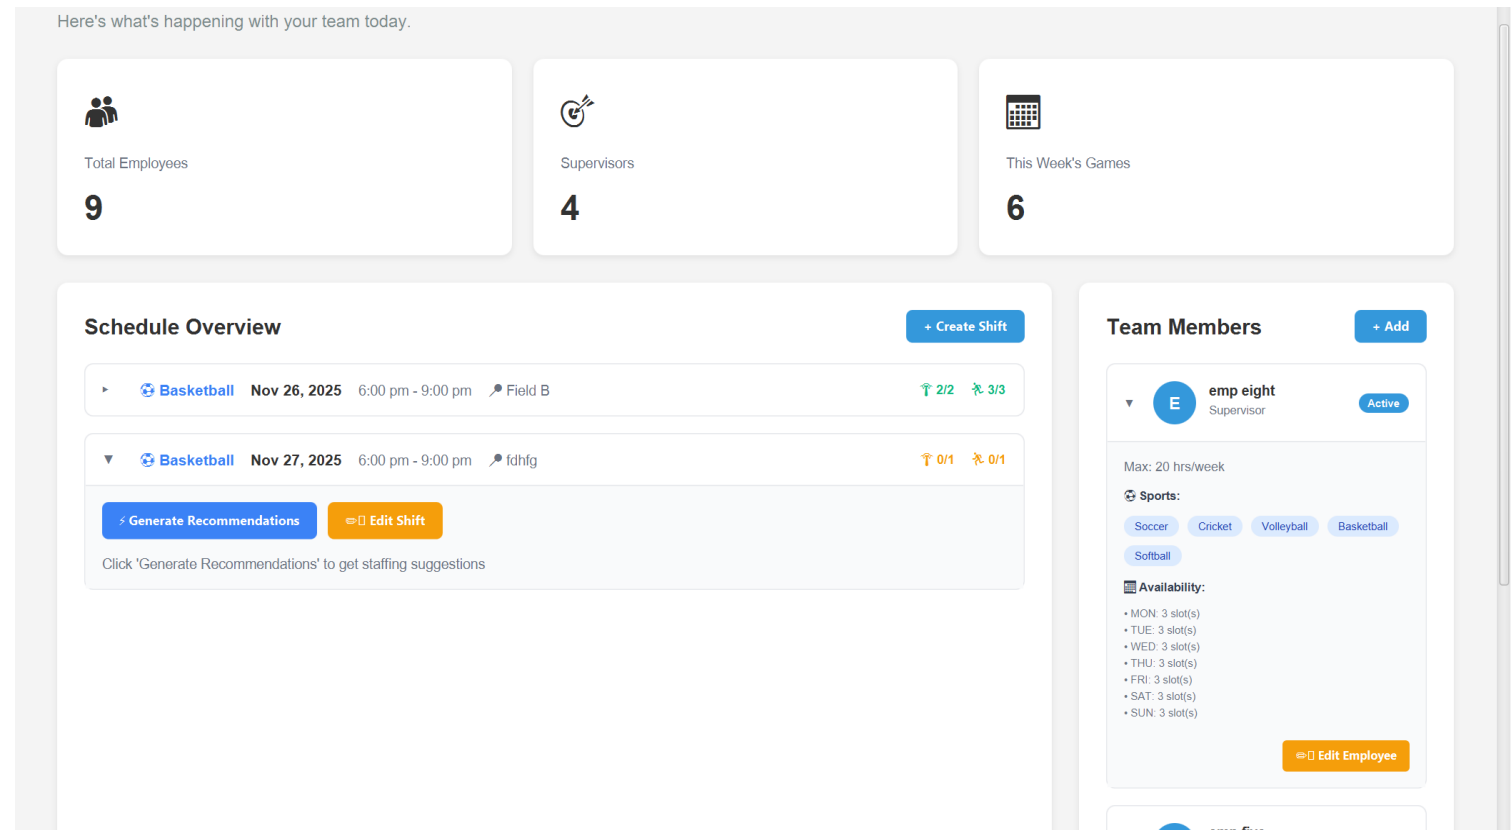 Here's what's happening with your team today.
Total Employees
9
Supervisors
4
This Week's Games
6
Schedule Overview
+ Create Shift
Basketball Nov 26, 2025 6:00 pm - 9:00 pm Field B 2/2 3/3
Basketball Nov 27, 2025 6:00 pm - 9:00 pm fdhfg 0/1 0/1
Generate Recommendations Edit Shift
Click 'Generate Recommendations' to get staffing suggestions
Team Members
+ Add
E
emp eight
Supervisor
Active
Max: 20 hrs/week
Sports:
Soccer Cricket Volleyball Basketball
Softball
Availability:
• MON: 3 slot(s)
• TUE: 3 slot(s)
• WED: 3 slot(s)
• THU: 3 slot(s)
• FRI: 3 slot(s)
• SAT: 3 slot(s)
• SUN: 3 slot(s)
Edit Employee